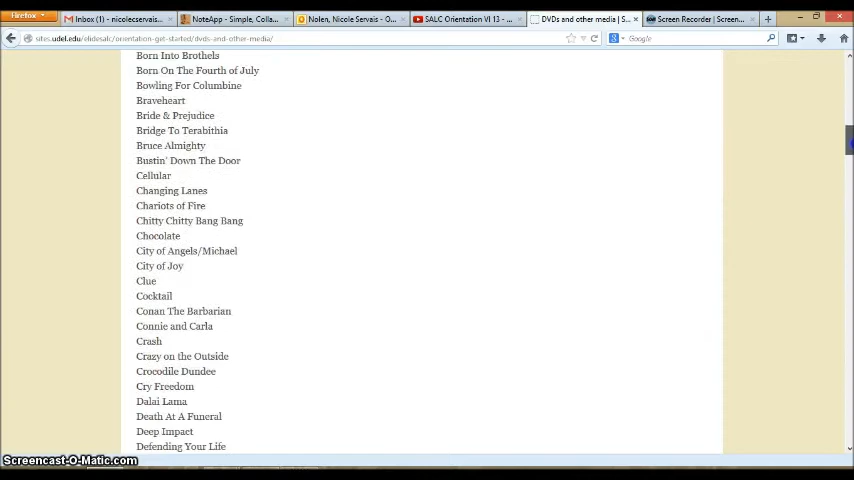 Firefox
Inbox (1) - nicolecservais...
NoteApp - Simple, Colla...
Nolen, Nicole Servais - O...
SALC Orientation VI 13 - ...
DVDs and other media | S...
Screen Recorder | Screen...
sites.udel.edu/elidesalc/orientation-get-started/dvds-and-other-media/
Google
Born Into Brothels
Born On The Fourth of July
Bowling For Columbine
Braveheart
Bride & Prejudice
Bridge To Terabithia
Bruce Almighty
Bustin' Down The Door
Cellular
Changing Lanes
Chariots of Fire
Chitty Chitty Bang Bang
Chocolate
City of Angels/Michael
City of Joy
Clue
Cocktail
Conan The Barbarian
Connie and Carla
Crash
Crazy on the Outside
Crocodile Dundee
Cry Freedom
Dalai Lama
Death At A Funeral
Deep Impact
Defending Your Life
Screencast-O-Matic.com